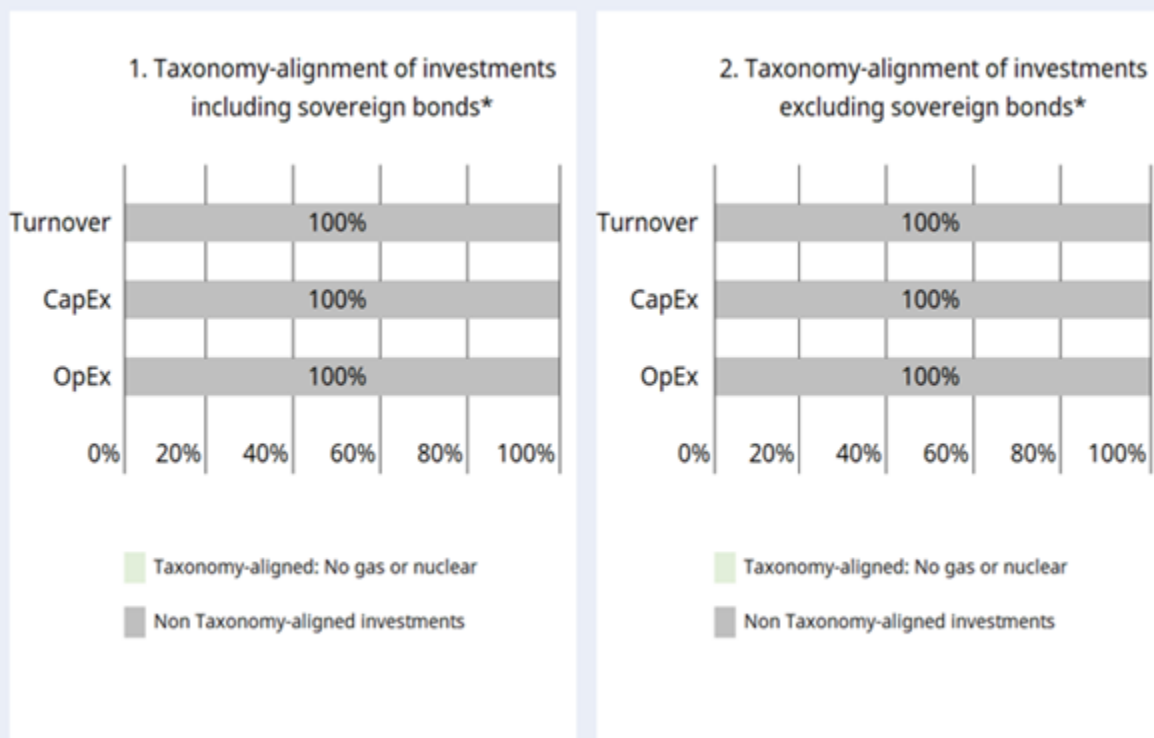 1. Taxonomy-alignment of investments
including sovereign bonds*
Turnover 100%
CapEx 100%
OpEx 100%
0% 20% 40% 60% 80% 100%
Taxonomy-aligned: No gas or nuclear
Non Taxonomy-aligned investments
2. Taxonomy-alignment of investments
excluding sovereign bonds*
Turnover 100%
CapEx 100%
OpEx 100%
0% 20% 40% 60% 80% 100%
Taxonomy-aligned: No gas or nuclear
Non Taxonomy-aligned investments